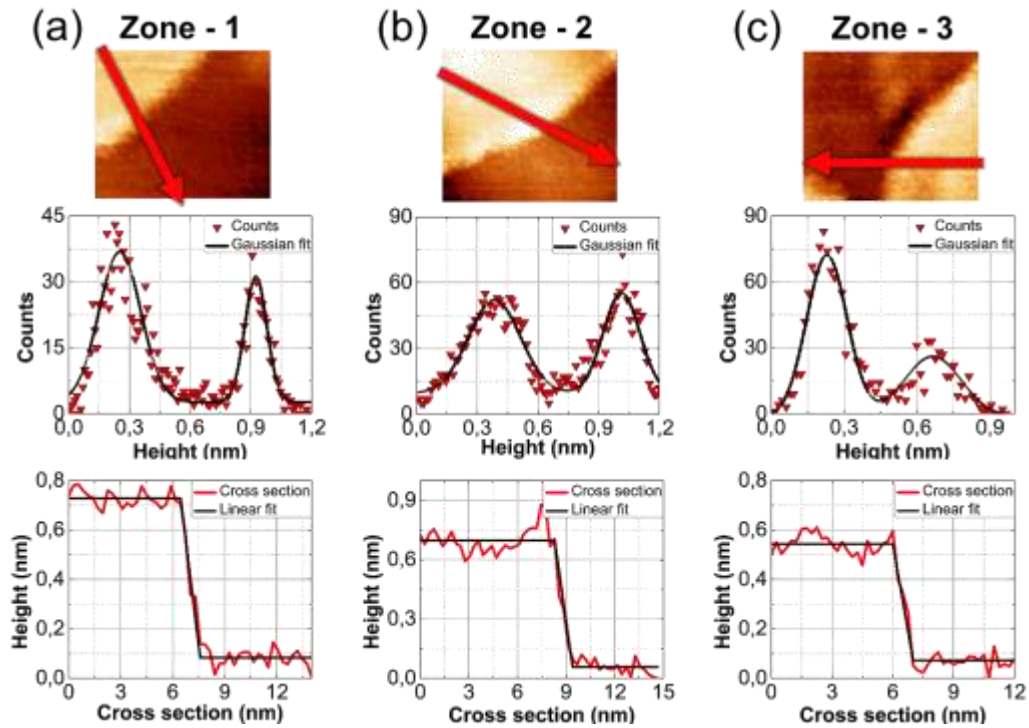 (a) Zone - 1
(b) Zone - 2
(c) Zone - 3
45
30
15
0
Counts
Counts
Gaussian fit
0,0 0,3 0,6 0,9 1,2
Height (nm)
90
60
30
0
Counts
Counts
Gaussian fit
0,0 0,3 0,6 0,9 1,2
Height (nm)
90
60
30
0
Counts
Counts
Gaussian fit
0,0 0,3 0,6 0,9
Height (nm)
0,8
0,6
0,4
0,2
0,0
Height (nm)
Cross section
Linear fit
0 3 6 9 12
Cross section (nm)
0,9
0,6
0,3
0,0
Height (nm)
Cross section
Linear fit
0 3 6 9 12 15
Cross section (nm)
0,8
0,6
0,4
0,2
0,0
Height (nm)
Cross section
Linear fit
0 3 6 9 12
Cross section (nm)